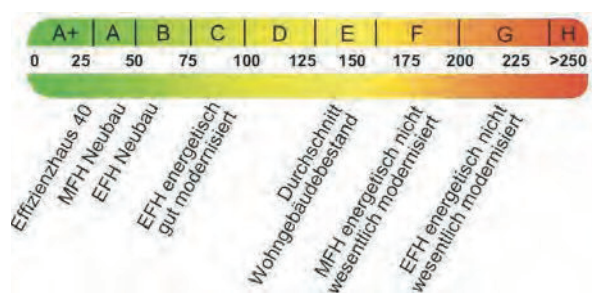 A+ A B C D E F G H
0 25 50 75 100 125 150 175 200 225 >250
Effizienzhaus 40
MFH Neubau
EFH Neubau
EFH energetisch
gut modernisiert
Durchschnitt
Wohngebäudebestand
MFH energetisch nicht
wesentlich modernisiert
EFH energetisch nicht
wesentlich modernisiert